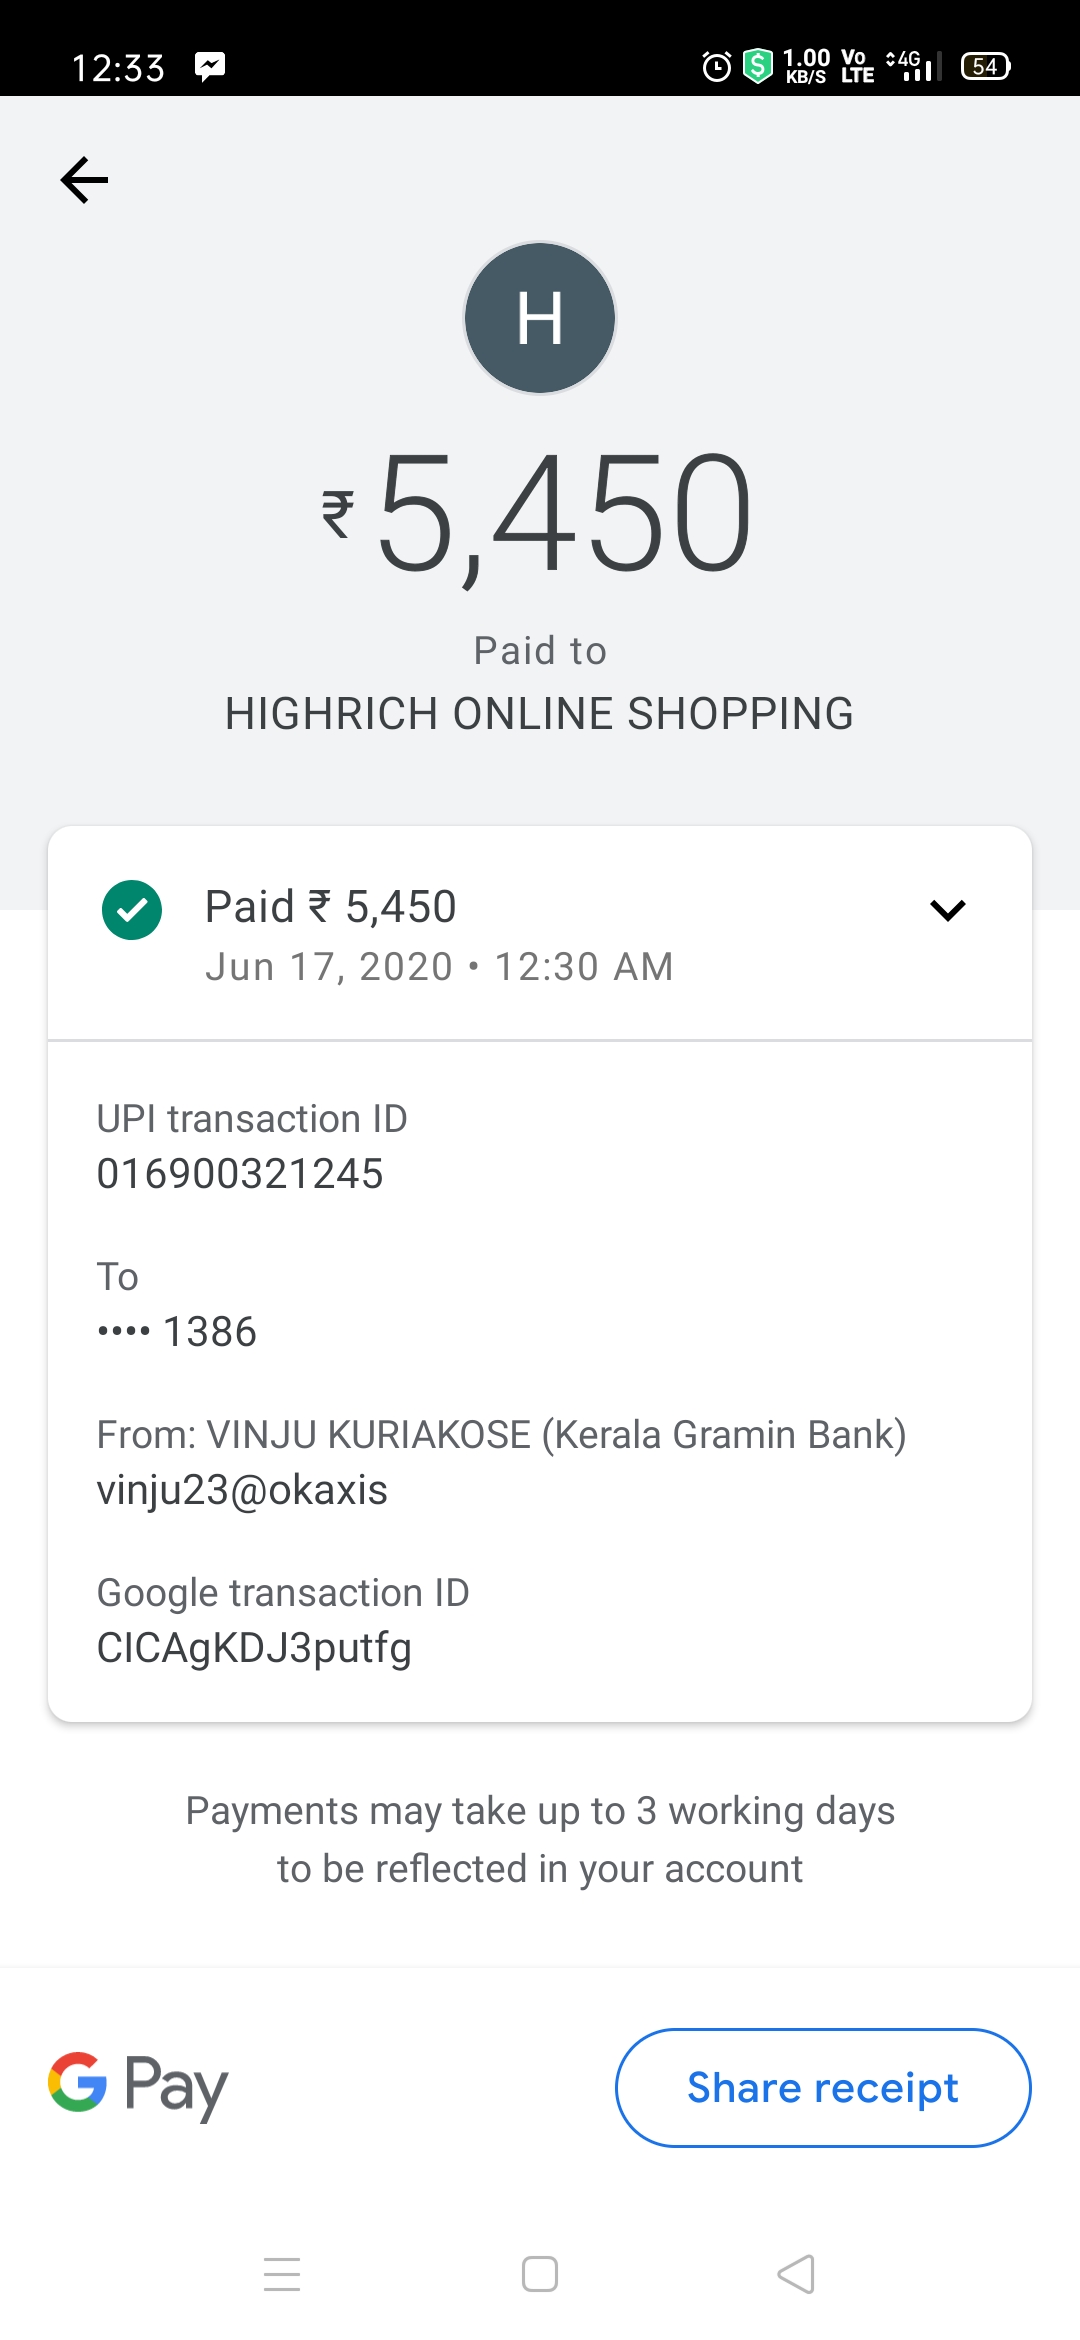 12:33
1.00 KB/S Vo LTE 4G 54
H
₹5,450
Paid to
HIGHRICH ONLINE SHOPPING
Paid ₹ 5,450
Jun 17, 2020 • 12:30 AM
UPI transaction ID
016900321245
To
•••• 1386
From: VINJU KURIAKOSE (Kerala Gramin Bank)
vinju23@okaxis
Google transaction ID
CICAgKDJ3putfg
Payments may take up to 3 working days
to be reflected in your account
G Pay
Share receipt